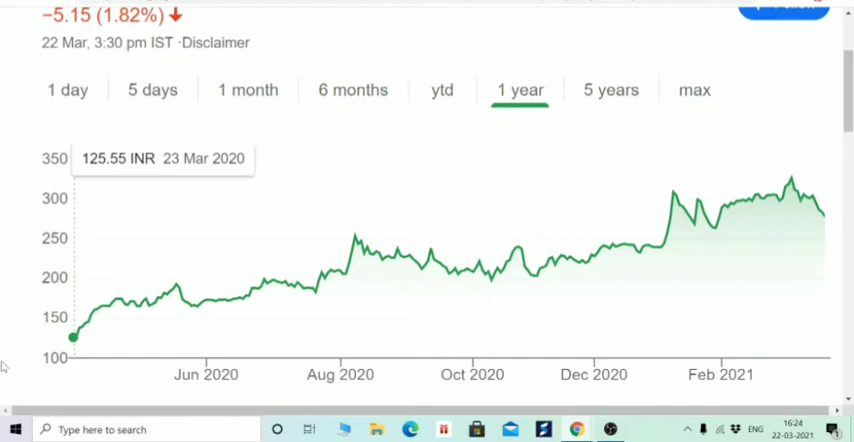 −5.15 (1.82%)
22 Mar, 3:30 pm IST ·Disclaimer
1 day 5 days 1 month 6 months ytd 1 year 5 years max
125.55 INR 23 Mar 2020
350
300
250
200
150
100
Jun 2020 Aug 2020 Oct 2020 Dec 2020 Feb 2021
Type here to search
ENG
16:24
22-03-2021